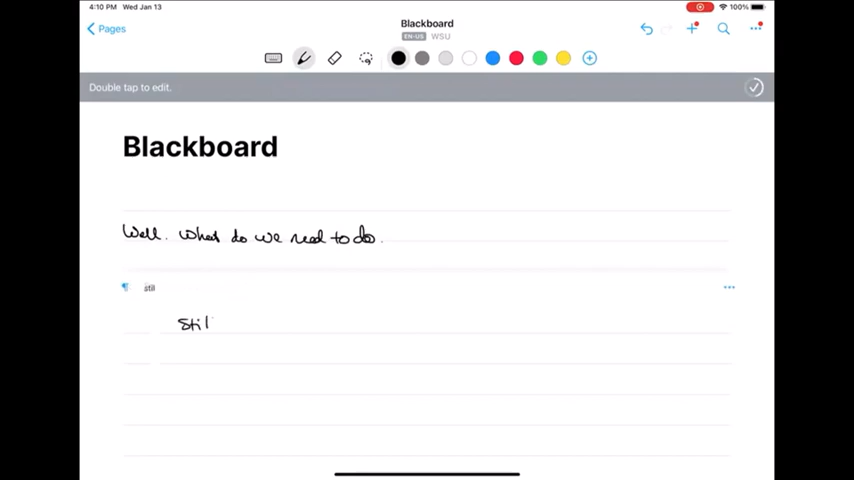 4:10 PM Wed Jan 13
100%
Pages
Blackboard
EN-US WSU
Double tap to edit.
Blackboard
Well. What do we need to do.
¶ still
Stil